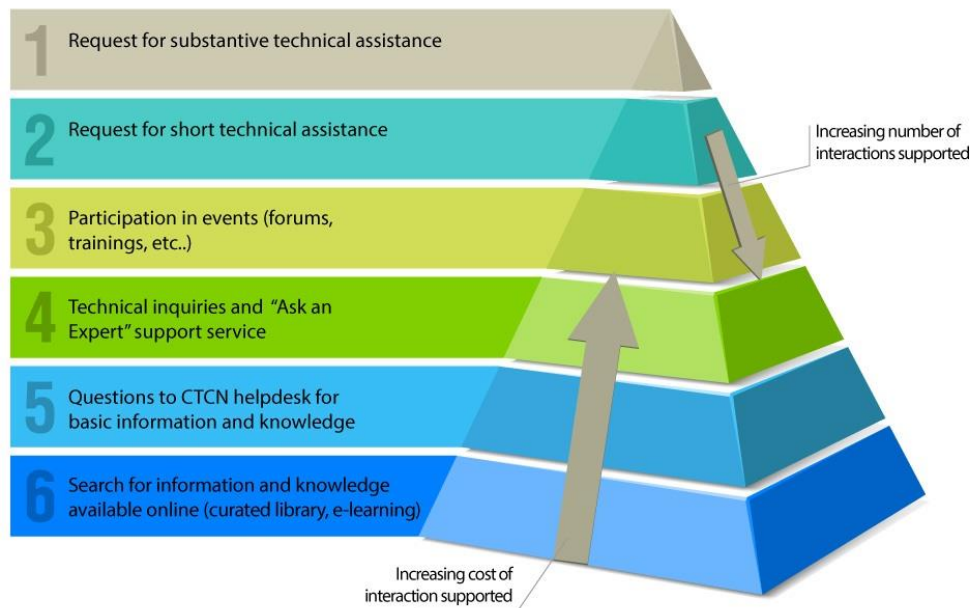 1
Request for substantive technical assistance
2
Request for short technical assistance
Increasing number of
interactions supported
3
Participation in events (forums,
trainings, etc..)
4
Technical inquiries and “Ask an
Expert” support service
5
Questions to CTCN helpdesk for
basic information and knowledge
6
Search for information and knowledge
available online (curated library, e-learning)
Increasing cost of
interaction supported